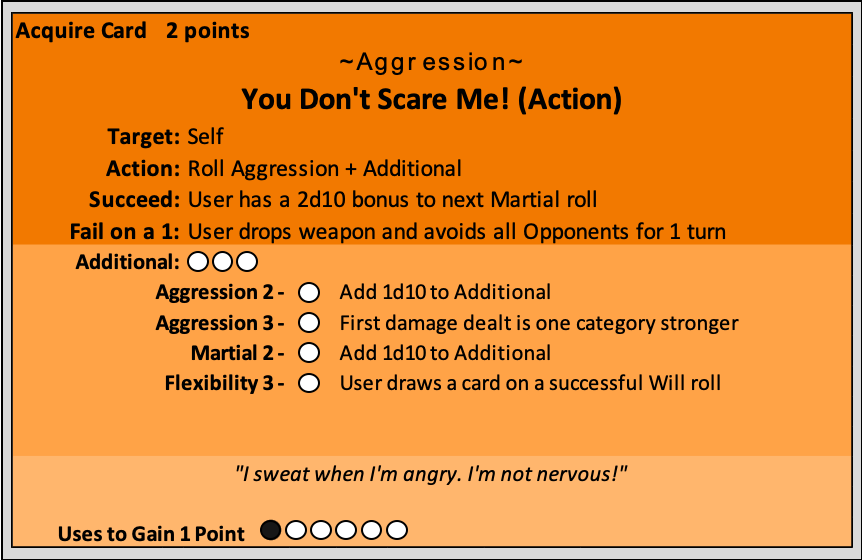 Acquire Card 2 points
~Aggression~
You Don't Scare Me! (Action)
Target: Self
Action: Roll Aggression + Additional
Succeed: User has a 2d10 bonus to next Martial roll
Fail on a 1: User drops weapon and avoids all Opponents for 1 turn
Additional:
Aggression 2 - Add 1d10 to Additional
Aggression 3 - First damage dealt is one category stronger
Martial 2 - Add 1d10 to Additional
Flexibility 3 - User draws a card on a successful Will roll
"I sweat when I'm angry. I'm not nervous!"
Uses to Gain 1 Point